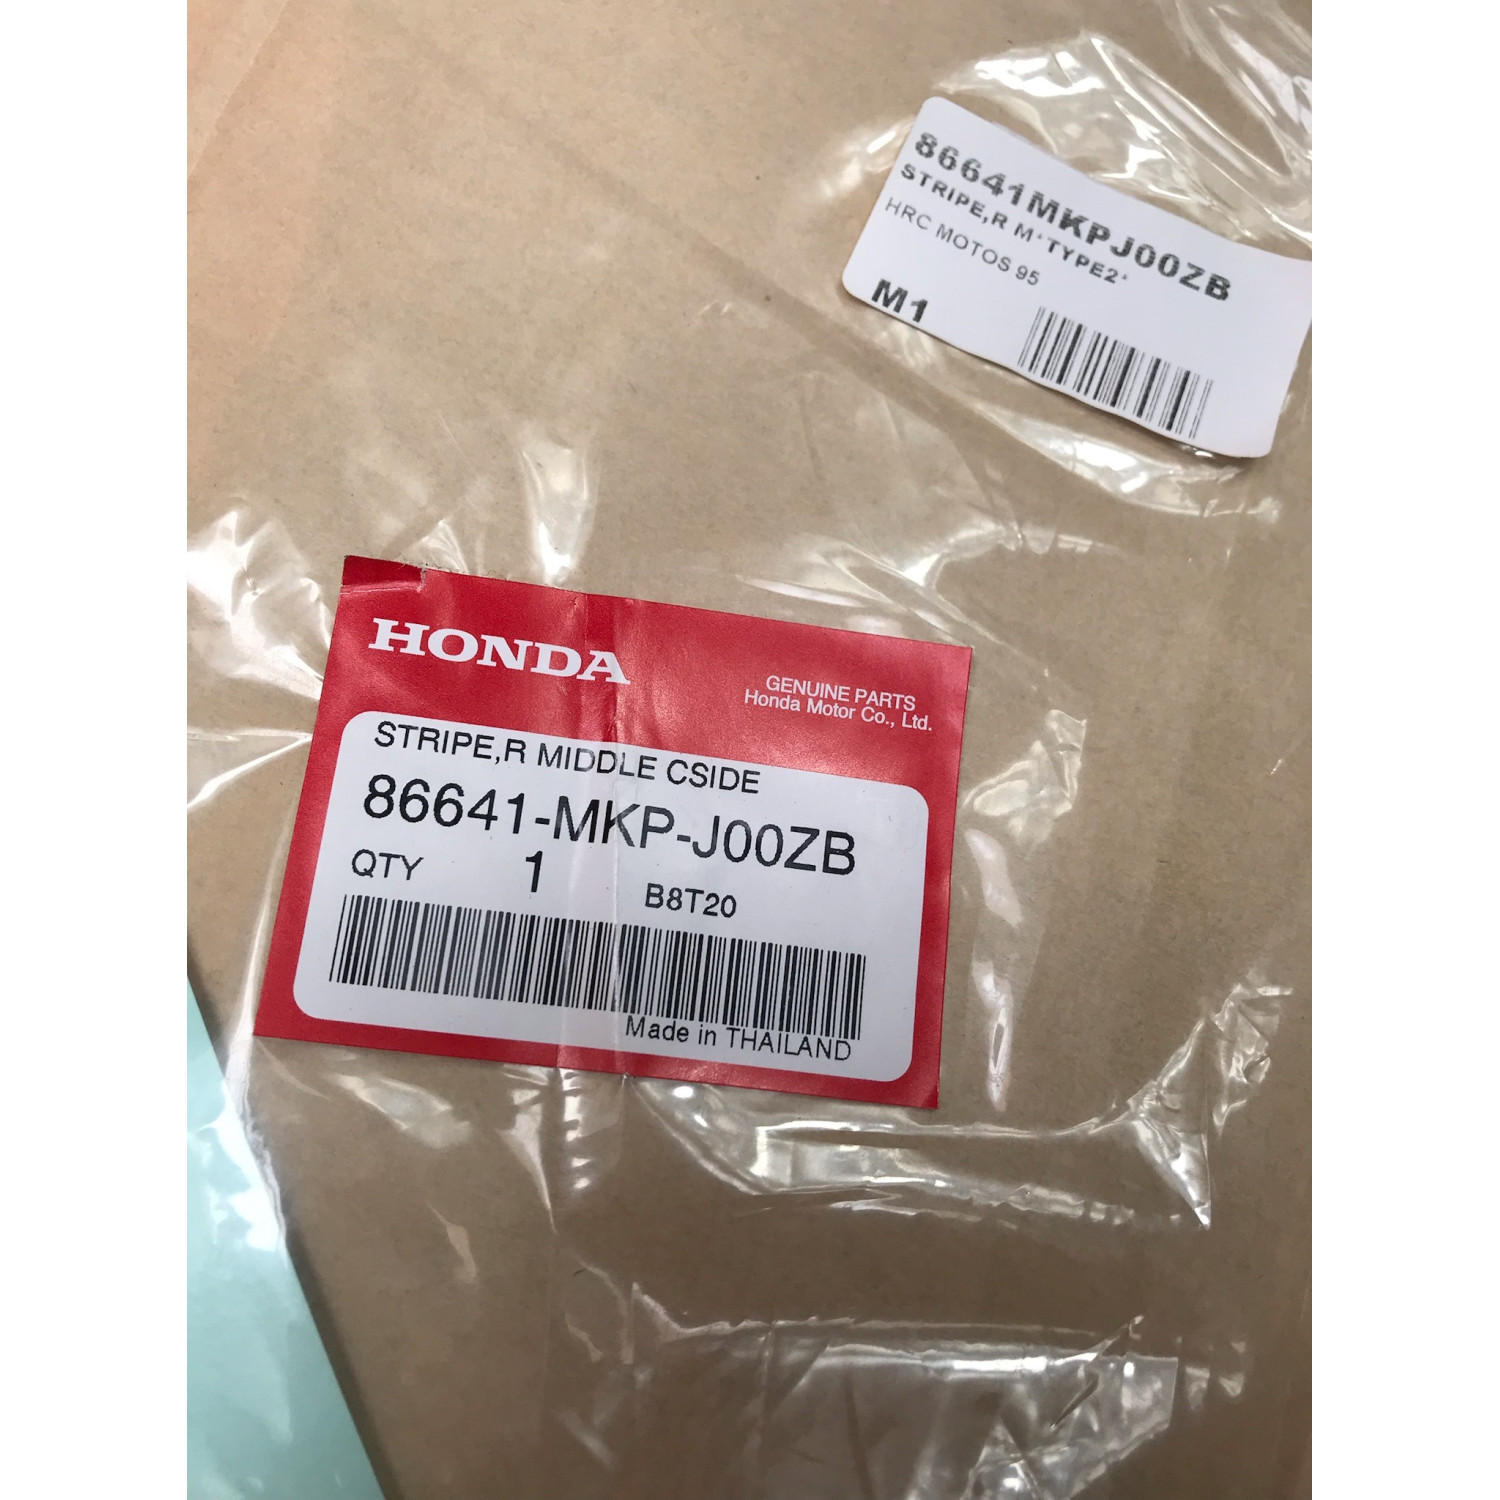 86641MKPJ00ZB
STRIPE,R M*TYPE2*
HRC MOTOS 95
M1
HONDA
GENUINE PARTS
Honda Motor Co., Ltd.
STRIPE,R MIDDLE CSIDE
86641-MKP-J00ZB
QTY 1 B8T20
Made in THAILAND